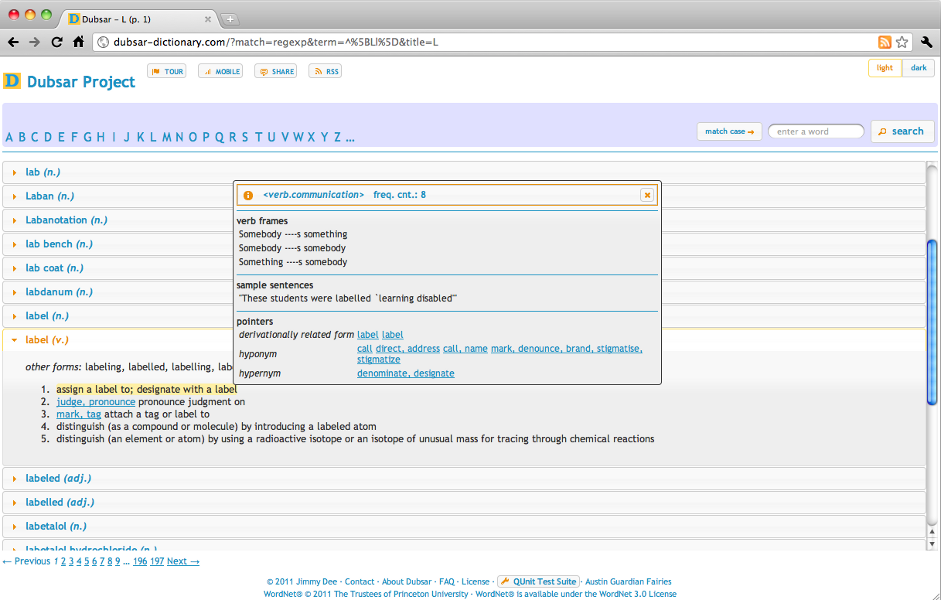 Dubsar - L (p. 1)
dubsar-dictionary.com/?match=regexp&term=^%5BLl%5D&title=L
D Dubsar Project
TOUR MOBILE SHARE RSS
light dark
A B C D E F G H I J K L M N O P Q R S T U V W X Y Z ...
match case → enter a word search
lab (n.)
Laban (n.)
Labanotation (n.)
lab bench (n.)
lab coat (n.)
labdanum (n.)
label (n.)
label (v.)
other forms: labeling, labelled, labelling,
1. assign a label to; designate with a label
2. judge, pronounce pronounce judgment on
3. mark, tag attach a tag or label to
4. distinguish (as a compound or molecule) by introducing a labeled atom
5. distinguish (an element or atom) by using a radioactive isotope or an isotope of unusual mass for tracing through chemical reactions
<verb.communication> freq. cnt.: 8
verb frames
Somebody ----s something
Somebody ----s somebody
Something ----s somebody
sample sentences
"These students were labelled `learning disabled'"
pointers
derivationally related form label label
hyponym call direct, address call, name mark, denounce, brand, stigmatise,
stigmatize
hypernym denominate, designate
labeled (adj.)
labelled (adj.)
labetalol (n.)
labetalol hydrochloride (n.)
← Previous 1 2 3 4 5 6 7 8 9 ... 196 197 Next →
© 2011 Jimmy Dee · Contact · About Dubsar · FAQ · License · QUnit Test Suite · Austin Guardian Fairies
WordNet® © 2011 The Trustees of Princeton University · WordNet® is available under the WordNet 3.0 License